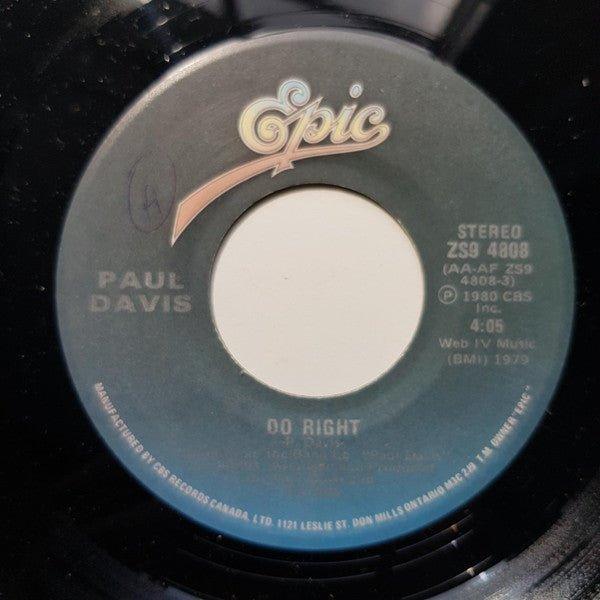 Epic
A
PAUL
DAVIS
STEREO
ZS9 4808
(AA-AF ZS9
4808-3)
Ⓟ 1980 CBS
Inc.
4:05
Web IV Music
(BMI) 1979
DO RIGHT
P. Davis
MANUFACTURED BY CBS RECORDS CANADA, LTD. 1121 LESLIE ST. DON MILLS ONTARIO M3C 2J9 T.M. OWNER "EPIC"